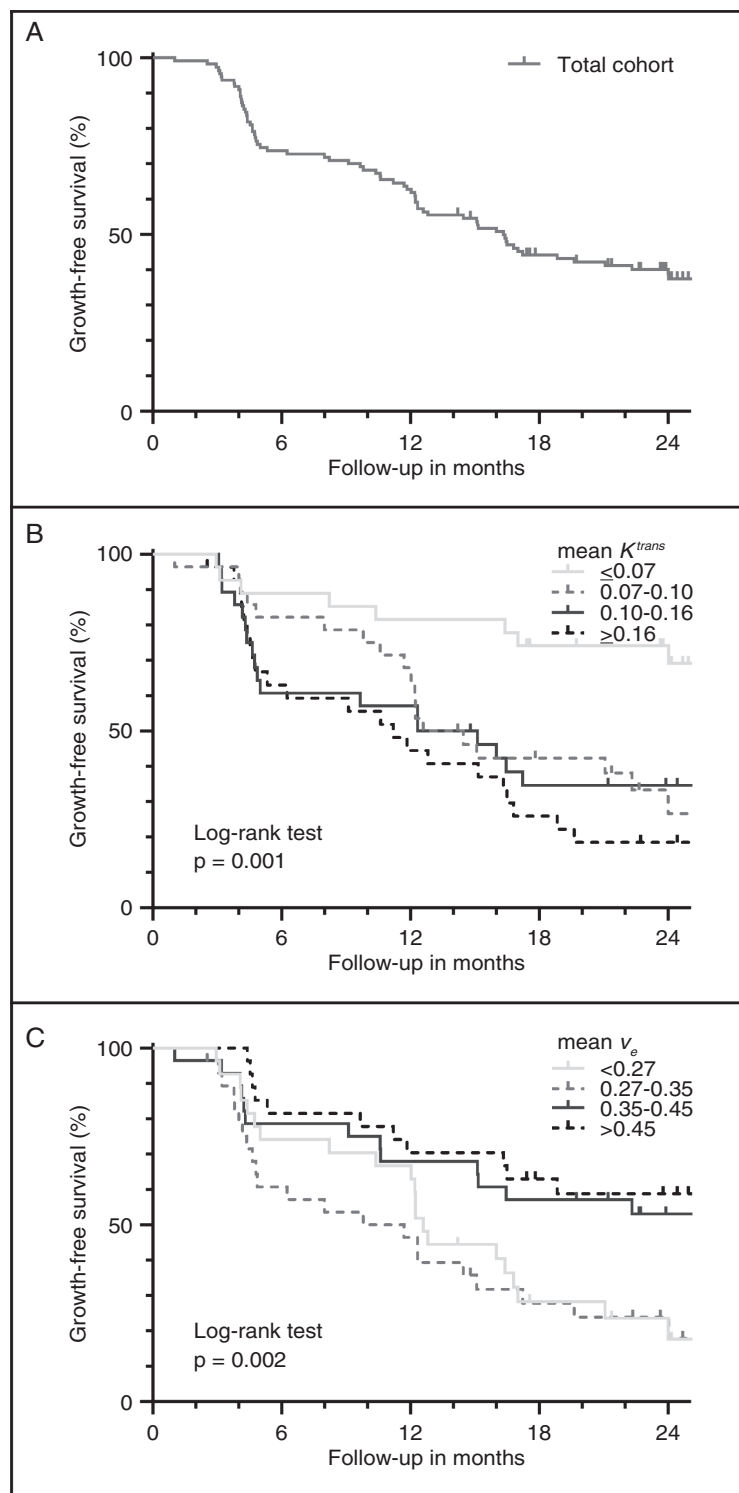 A
Total cohort
Growth-free survival (%)
100
50
0
0 6 12 18 24
Follow-up in months
B
mean K^trans
≤0.07
0.07-0.10
0.10-0.16
≥0.16
Growth-free survival (%)
100
50
0
Log-rank test
p = 0.001
0 6 12 18 24
Follow-up in months
C
mean v_e
<0.27
0.27-0.35
0.35-0.45
>0.45
Growth-free survival (%)
100
50
0
Log-rank test
p = 0.002
0 6 12 18 24
Follow-up in months